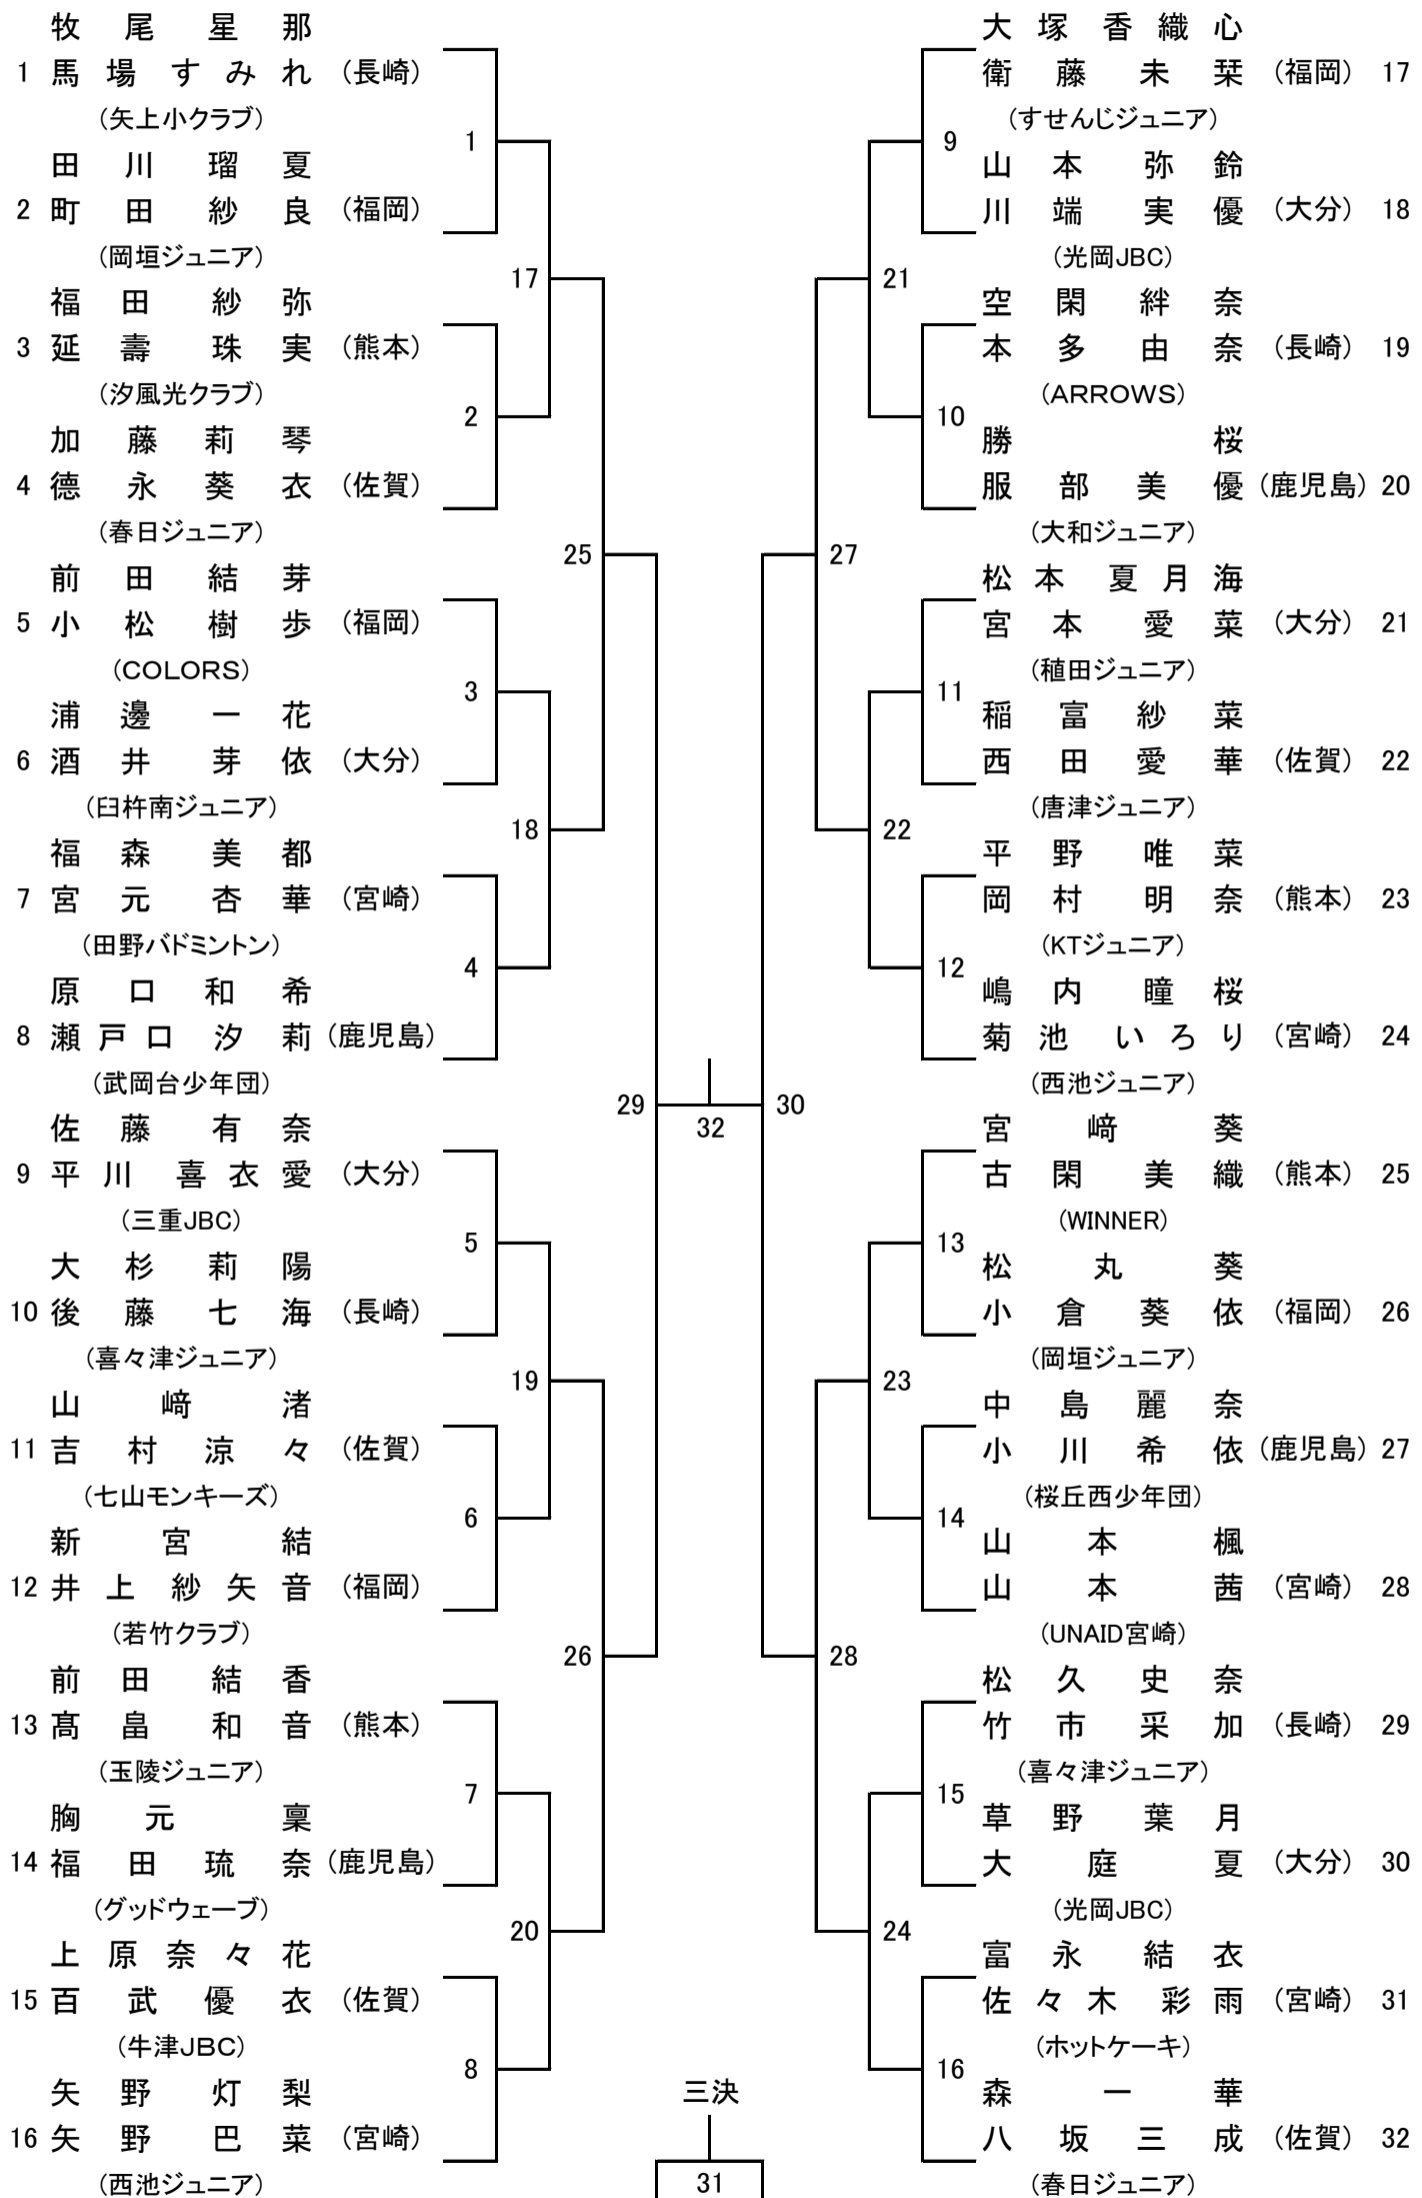 牧尾星那
1 馬場すみれ (長崎)
(矢上小クラブ)
田川瑠夏
2 町田紗良 (福岡)
(岡垣ジュニア)
福田紗弥
3 延壽珠実 (熊本)
(汐風光クラブ)
加藤莉琴
4 德永葵衣 (佐賀)
(春日ジュニア)
前田結芽
5 小松樹歩 (福岡)
(COLORS)
浦邊一花
6 酒井芽依 (大分)
(臼杵南ジュニア)
福森美都
7 宮元杏華 (宮崎)
(田野バドミントン)
原口和希
8 瀬戸口汐莉 (鹿児島)
(武岡台少年団)
佐藤有奈
9 平川喜衣愛 (大分)
(三重JBC)
大杉莉陽
10 後藤七海 (長崎)
(喜々津ジュニア)
山﨑渚
11 吉村涼々 (佐賀)
(七山モンキーズ)
新宮結
12 井上紗矢音 (福岡)
(若竹クラブ)
前田結香
13 髙畠和音 (熊本)
(玉陵ジュニア)
胸元稟
14 福田琉奈 (鹿児島)
(グッドウェーブ)
上原奈々花
15 百武優衣 (佐賀)
(牛津JBC)
矢野灯梨
16 矢野巴菜 (宮崎)
(西池ジュニア)
1
2
3
4
5
6
7
8
17
18
19
20
25
26
29
32
三決
31
30
27
28
21
22
23
24
9
10
11
12
13
14
15
16
大塚香織心
衛藤未栞 (福岡) 17
(すせんじジュニア)
山本弥鈴
川端実優 (大分) 18
(光岡JBC)
空閑絆奈
本多由奈 (長崎) 19
(ARROWS)
勝桜
服部美優 (鹿児島) 20
(大和ジュニア)
松本夏月海
宮本愛菜 (大分) 21
(稙田ジュニア)
稲富紗菜
西田愛華 (佐賀) 22
(唐津ジュニア)
平野唯菜
岡村明奈 (熊本) 23
(KTジュニア)
嶋内瞳桜
菊池いろり (宮崎) 24
(西池ジュニア)
宮﨑葵
古閑美織 (熊本) 25
(WINNER)
松丸葵
小倉葵依 (福岡) 26
(岡垣ジュニア)
中島麗奈
小川希依 (鹿児島) 27
(桜丘西少年団)
山本楓
山本茜 (宮崎) 28
(UNAID宮崎)
松久史奈
竹市采加 (長崎) 29
(喜々津ジュニア)
草野葉月
大庭夏 (大分) 30
(光岡JBC)
富永結衣
佐々木彩雨 (宮崎) 31
(ホットケーキ)
森一華
八坂三成 (佐賀) 32
(春日ジュニア)